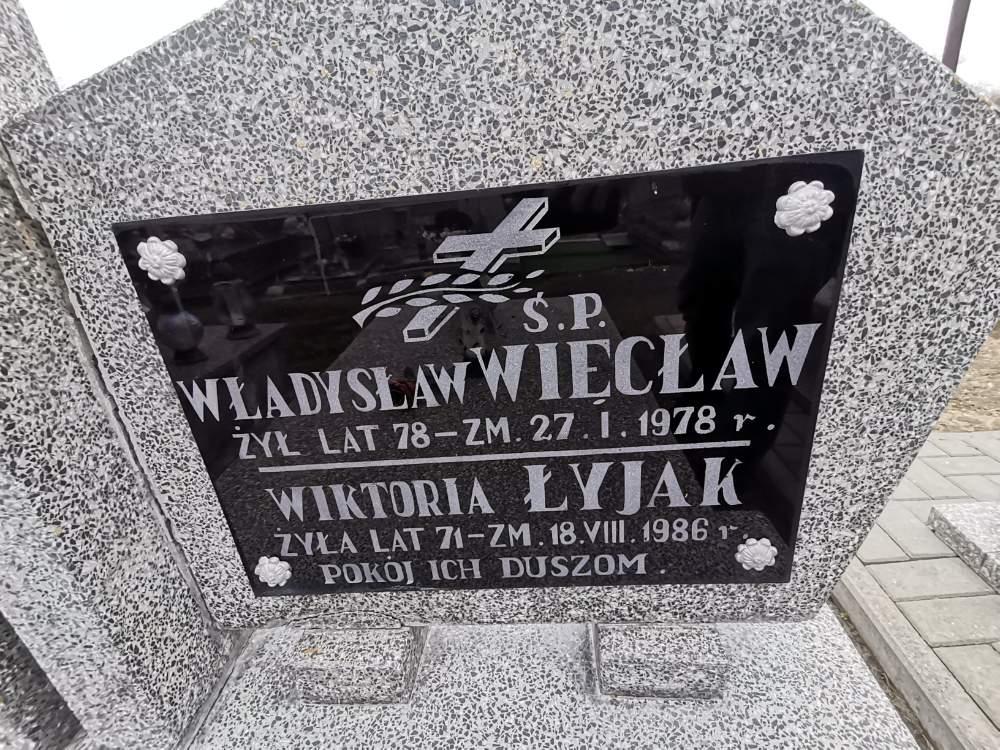 Ś.P.
WŁADYSŁAW WIĘCŁAW
ŻYŁ LAT 78 – ZM. 27. I. 1978 r.
WIKTORIA ŁYJAK
ŻYŁA LAT 71 – ZM. 18. VIII. 1986 r.
POKÓJ ICH DUSZOM.